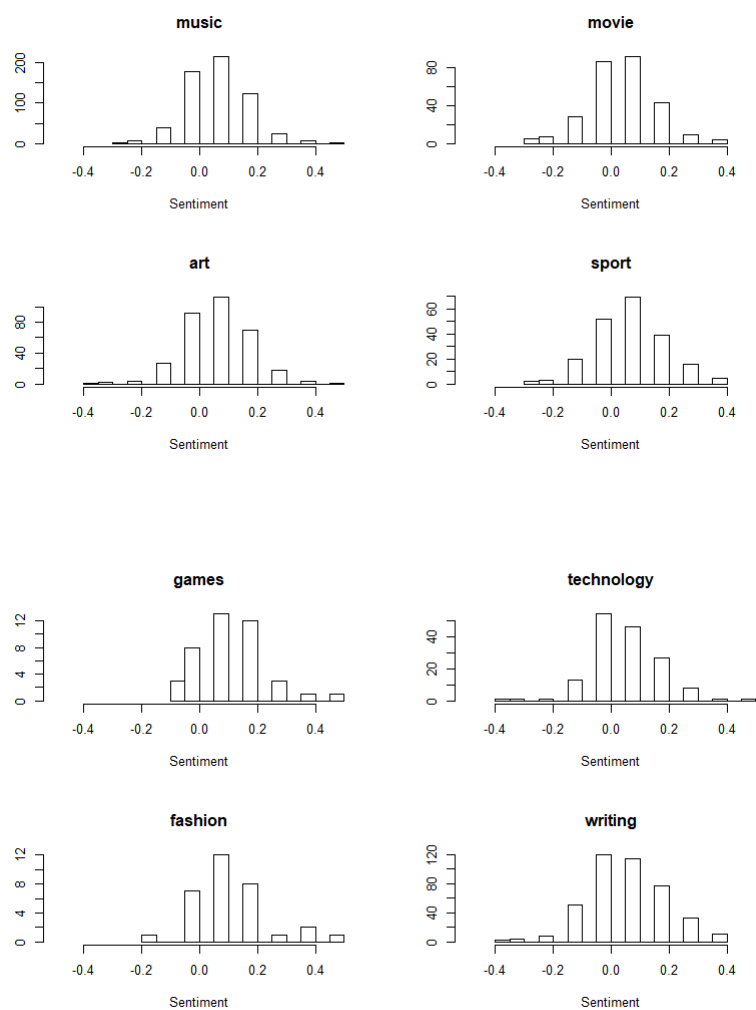 music
0 100 200
-0.4 -0.2 0.0 0.2 0.4
Sentiment
movie
0 40 80
-0.4 -0.2 0.0 0.2 0.4
Sentiment
art
0 40 80
-0.4 -0.2 0.0 0.2 0.4
Sentiment
sport
0 20 40 60
-0.4 -0.2 0.0 0.2 0.4
Sentiment
games
0 4 8 12
-0.4 -0.2 0.0 0.2 0.4
Sentiment
technology
0 20 40
-0.4 -0.2 0.0 0.2 0.4
Sentiment
fashion
0 4 8 12
-0.4 -0.2 0.0 0.2 0.4
Sentiment
writing
0 40 80 120
-0.4 -0.2 0.0 0.2 0.4
Sentiment